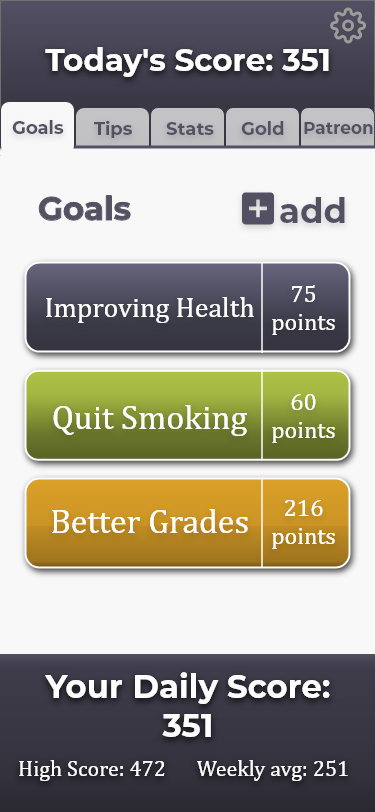 Today's Score: 351
Goals Tips Stats Gold Patreon
Goals add
Improving Health
75
points
Quit Smoking
60
points
Better Grades
216
points
Your Daily Score:
351
High Score: 472 Weekly avg: 251